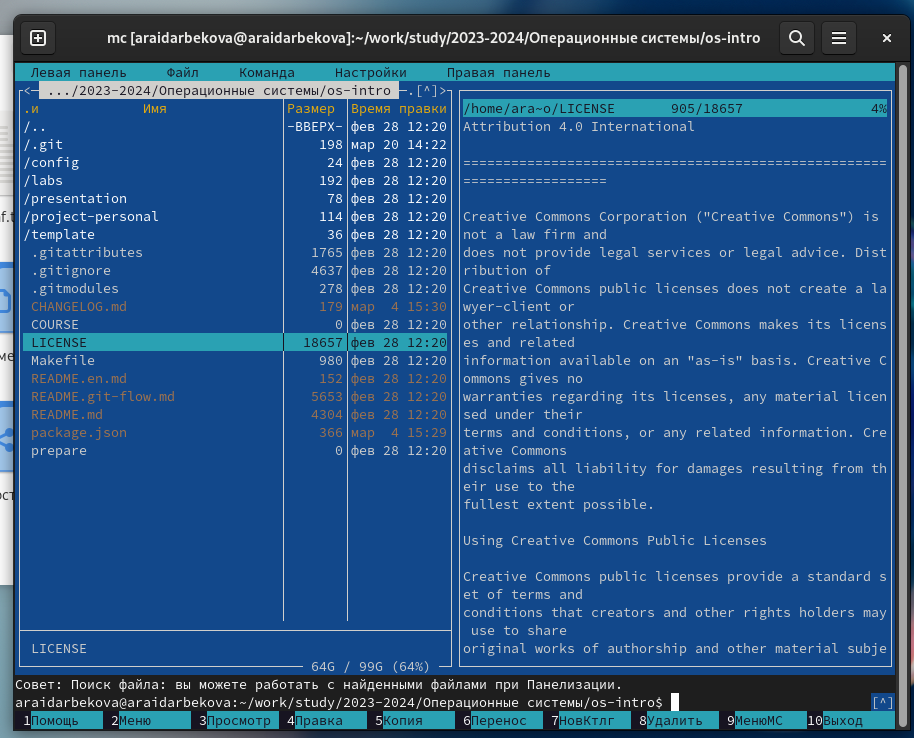 mc [araidarbekova@araidarbekova]:~/work/study/2023-2024/Операционные системы/os-intro
Левая панель Файл Команда Настройки Правая панель
<─ .../2023-2024/Операционные системы/os-intro ─.[^]>
.и Имя Размер Время правки
/.. -ВВЕРХ- фев 28 12:20
/.git 198 мар 20 14:22
/config 24 фев 28 12:20
/labs 192 фев 28 12:20
/presentation 78 фев 28 12:20
/project-personal 114 фев 28 12:20
/template 36 фев 28 12:20
.gitattributes 1765 фев 28 12:20
.gitignore 4637 фев 28 12:20
.gitmodules 278 фев 28 12:20
CHANGELOG.md 179 мар 4 15:30
COURSE 0 фев 28 12:20
LICENSE 18657 фев 28 12:20
Makefile 980 фев 28 12:20
README.en.md 152 фев 28 12:20
README.git-flow.md 5653 фев 28 12:20
README.md 4304 фев 28 12:20
package.json 366 мар 4 15:29
prepare 0 фев 28 12:20
LICENSE
64G / 99G (64%)
/home/ara~o/LICENSE 905/18657 4%
Attribution 4.0 International
=====================================================
==================
Creative Commons Corporation ("Creative Commons") is
not a law firm and
does not provide legal services or legal advice. Dist
ribution of
Creative Commons public licenses does not create a la
wyer-client or
other relationship. Creative Commons makes its licens
es and related
information available on an "as-is" basis. Creative C
ommons gives no
warranties regarding its licenses, any material licen
sed under their
terms and conditions, or any related information. Cre
ative Commons
disclaims all liability for damages resulting from th
eir use to the
fullest extent possible.
Using Creative Commons Public Licenses
Creative Commons public licenses provide a standard s
et of terms and
conditions that creators and other rights holders may
use to share
original works of authorship and other material subje
Совет: Поиск файла: вы можете работать с найденными файлами при Панелизации.
araidarbekova@araidarbekova:~/work/study/2023-2024/Операционные системы/os-intro$ [^]
1Помощь 2Меню 3Просмотр 4Правка 5Копия 6Перенос 7НовКтлг 8Удалить 9МенюМС 10Выход